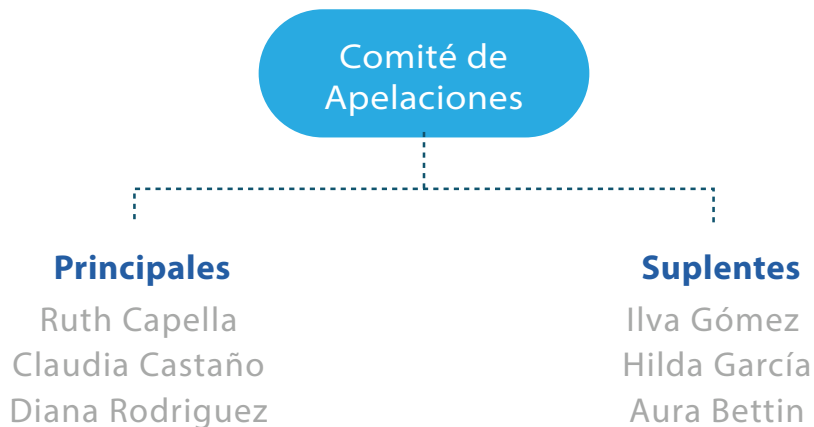 Comité de
Apelaciones
Principales
Ruth Capella
Claudia Castaño
Diana Rodriguez
Suplentes
Ilva Gómez
Hilda García
Aura Bettin